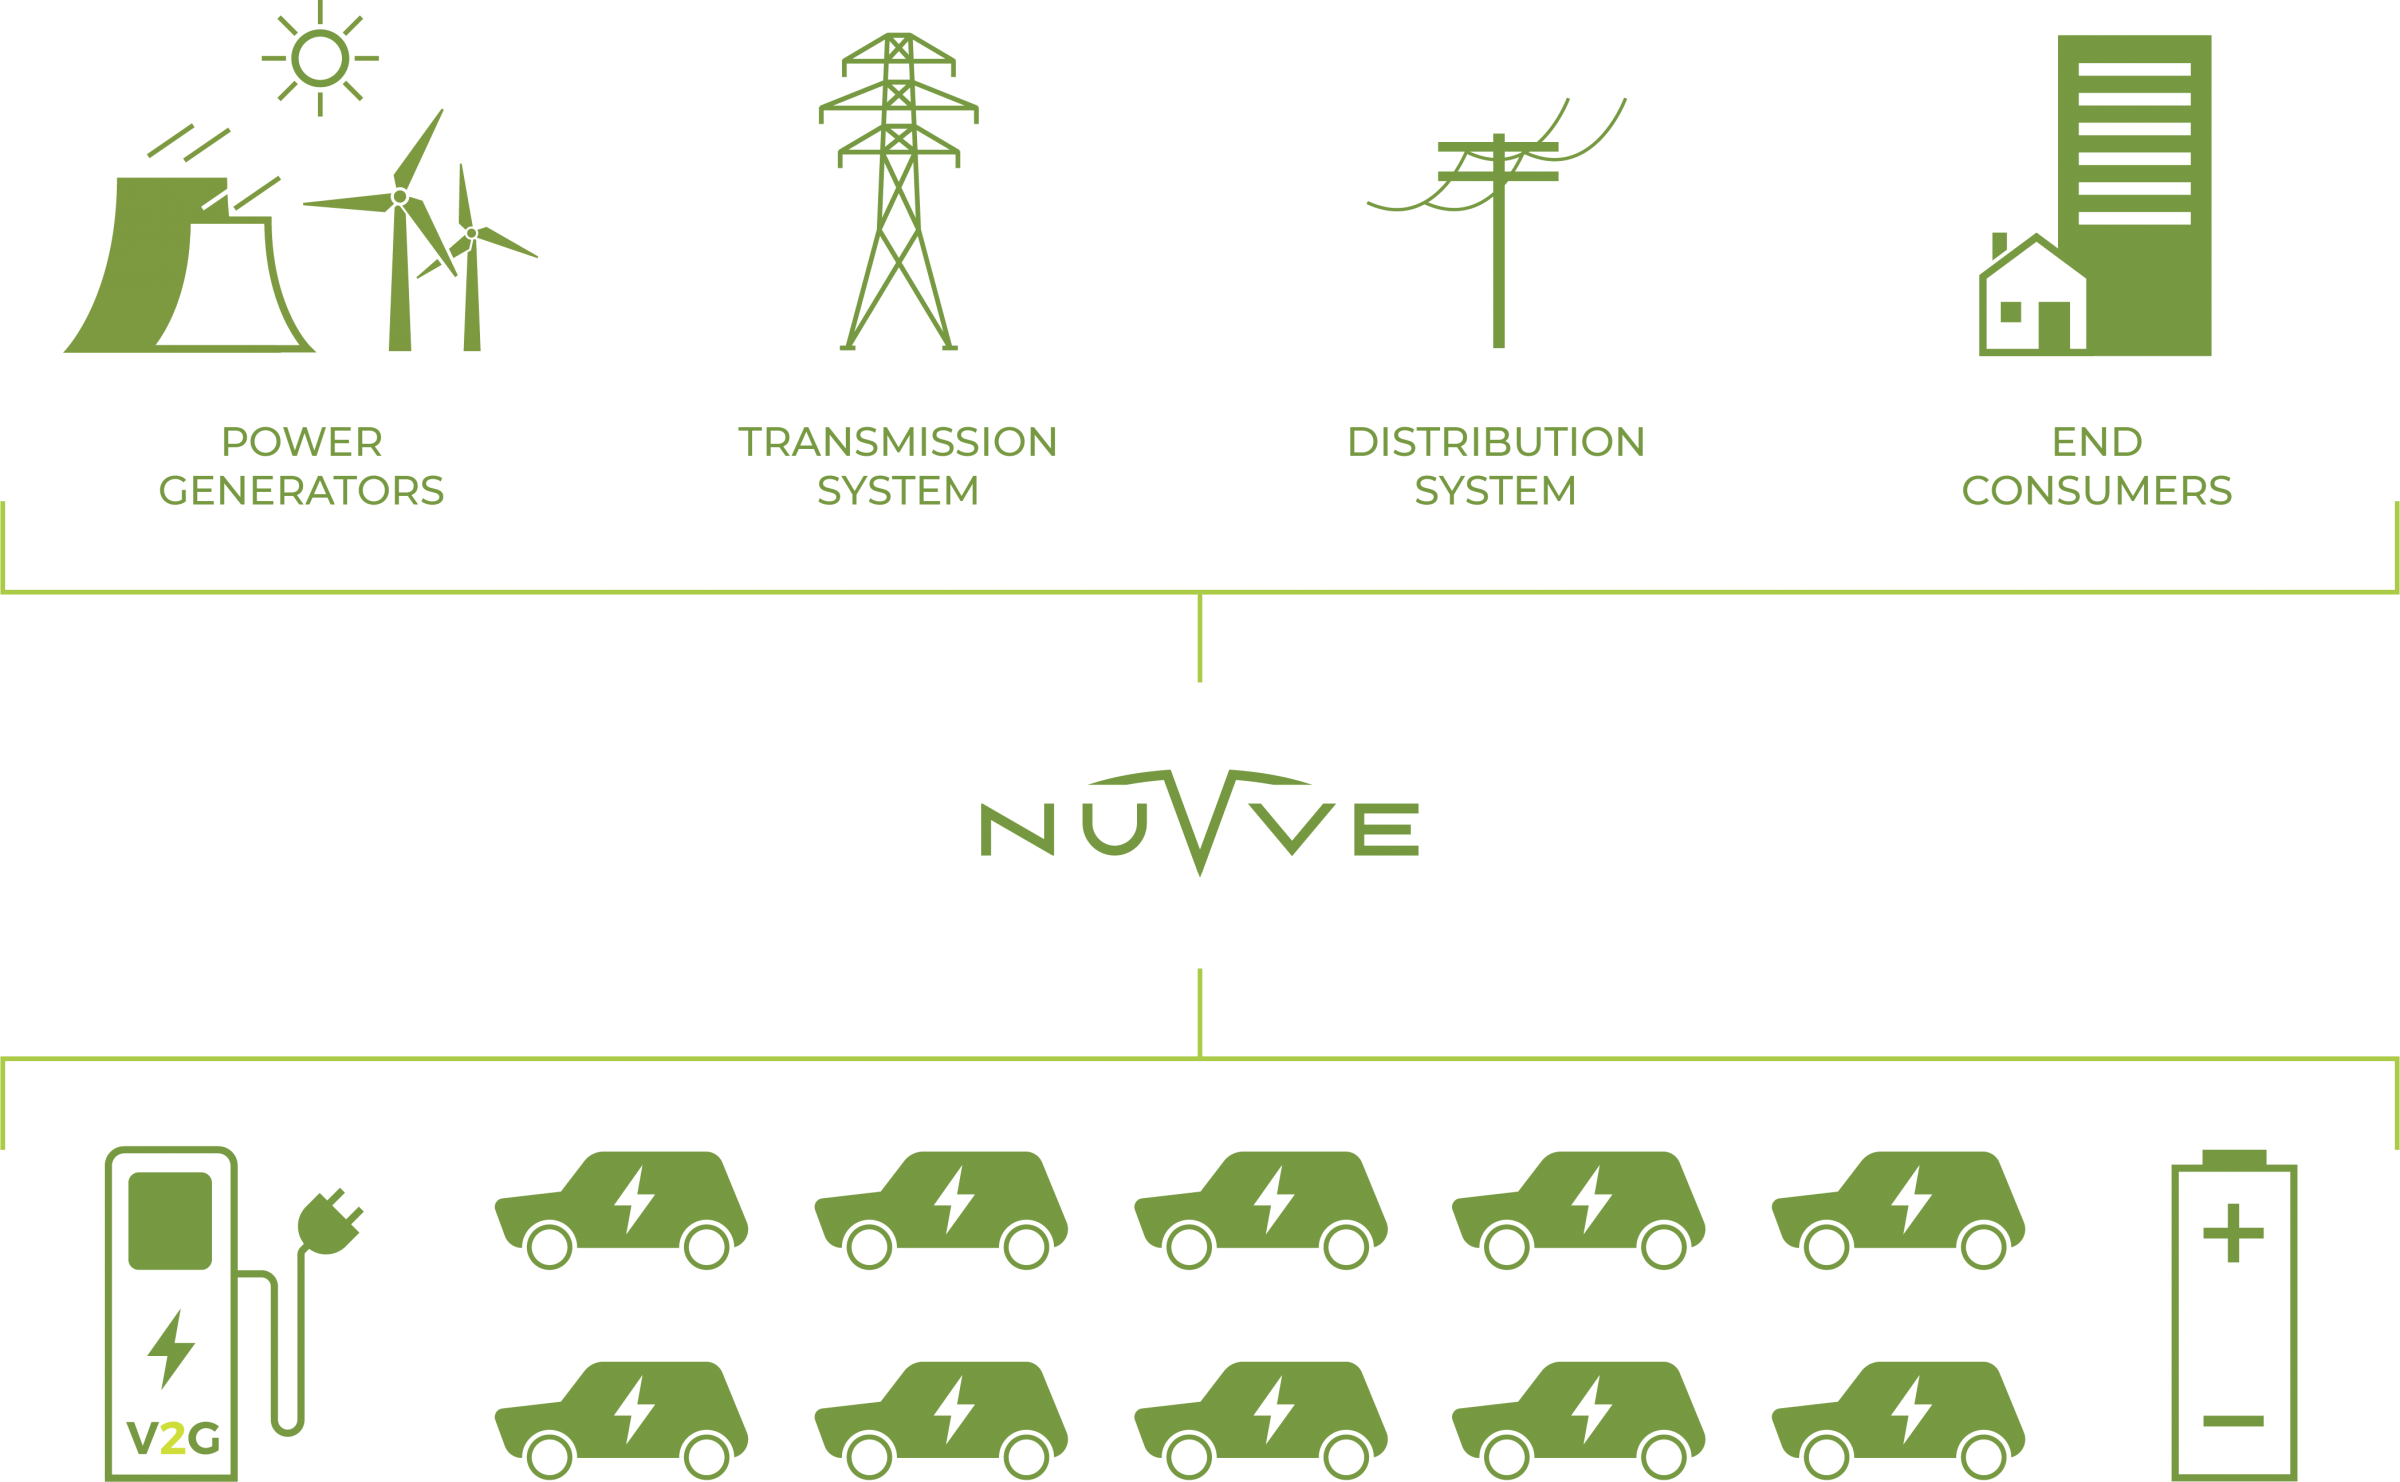 POWER
GENERATORS
TRANSMISSION
SYSTEM
DISTRIBUTION
SYSTEM
END
CONSUMERS
NUVVE
V2G